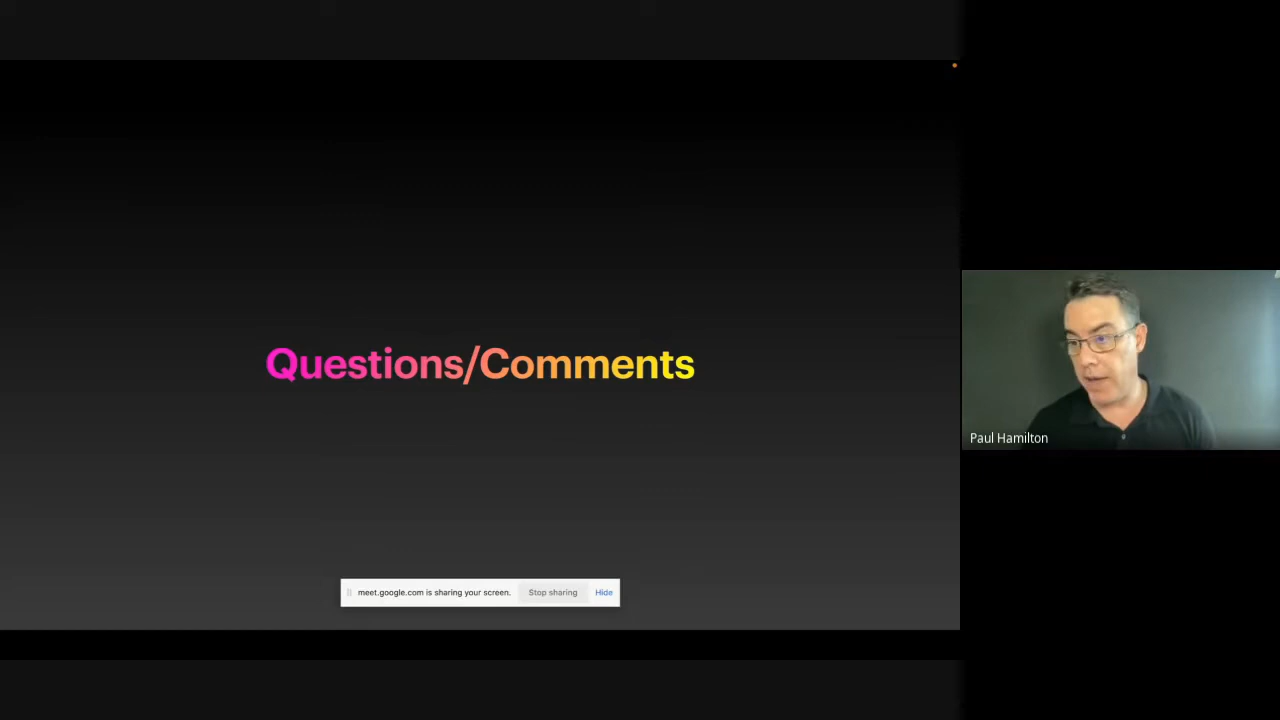 Questions/Comments
Paul Hamilton
meet.google.com is sharing your screen. Stop sharing Hide